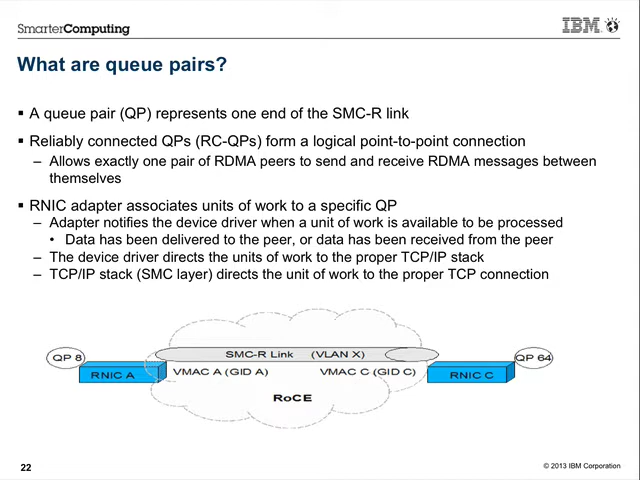 SmarterComputing
IBM
What are queue pairs?
▪ A queue pair (QP) represents one end of the SMC-R link
▪ Reliably connected QPs (RC-QPs) form a logical point-to-point connection
– Allows exactly one pair of RDMA peers to send and receive RDMA messages between
themselves
▪ RNIC adapter associates units of work to a specific QP
– Adapter notifies the device driver when a unit of work is available to be processed
• Data has been delivered to the peer, or data has been received from the peer
– The device driver directs the units of work to the proper TCP/IP stack
– TCP/IP stack (SMC layer) directs the unit of work to the proper TCP connection
QP 8
SMC-R Link (VLAN X)
QP 64
RNIC A
VMAC A (GID A)
VMAC C (GID C)
RNIC C
RoCE
22
© 2013 IBM Corporation